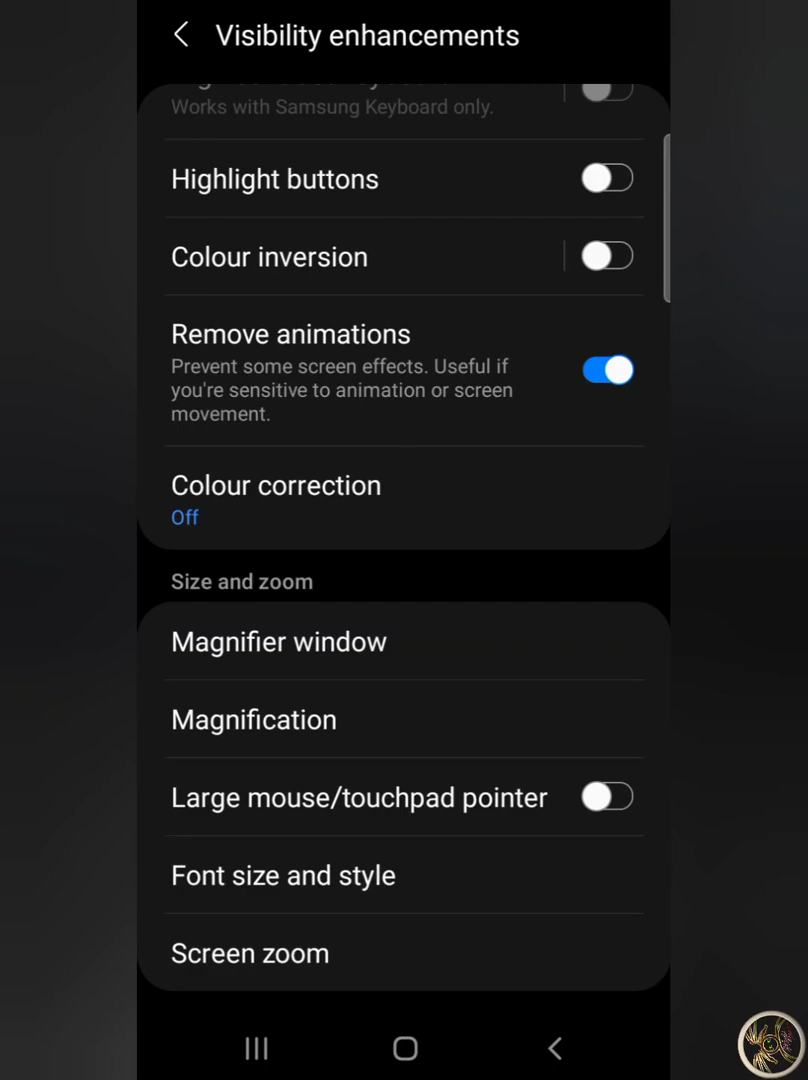 Visibility enhancements
Works with Samsung Keyboard only.
Highlight buttons
Colour inversion
Remove animations
Prevent some screen effects. Useful if
you're sensitive to animation or screen
movement.
Colour correction
Off
Size and zoom
Magnifier window
Magnification
Large mouse/touchpad pointer
Font size and style
Screen zoom